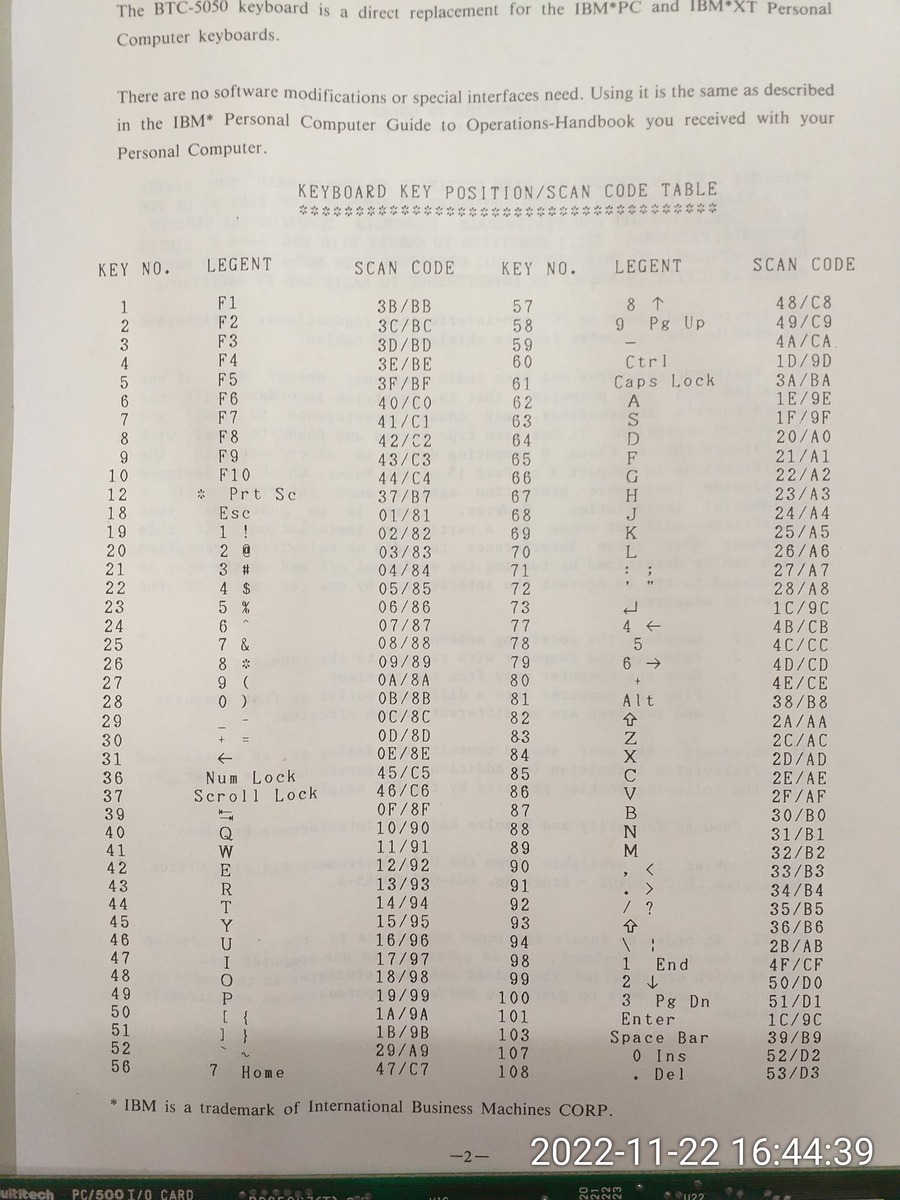 The BTC-5050 keyboard is a direct replacement for the IBM*PC and IBM*XT Personal
Computer keyboards.
There are no software modifications or special interfaces need. Using it is the same as described
in the IBM* Personal Computer Guide to Operations-Handbook you received with your
Personal Computer.
KEYBOARD KEY POSITION/SCAN CODE TABLE
*************************************
KEY NO. LEGENT SCAN CODE KEY NO. LEGENT SCAN CODE
1 F1 3B/BB 57 8 ↑ 48/C8
2 F2 3C/BC 58 9 Pg Up 49/C9
3 F3 3D/BD 59 – 4A/CA
4 F4 3E/BE 60 Ctrl 1D/9D
5 F5 3F/BF 61 Caps Lock 3A/BA
6 F6 40/C0 62 A 1E/9E
7 F7 41/C1 63 S 1F/9F
8 F8 42/C2 64 D 20/A0
9 F9 43/C3 65 F 21/A1
10 F10 44/C4 66 G 22/A2
12 * Prt Sc 37/B7 67 H 23/A3
18 Esc 01/81 68 J 24/A4
19 1 ! 02/82 69 K 25/A5
20 2 @ 03/83 70 L 26/A6
21 3 # 04/84 71 : ; 27/A7
22 4 $ 05/85 72 ' " 28/A8
23 5 % 06/86 73 ↵ 1C/9C
24 6 ^ 07/87 77 4 ← 4B/CB
25 7 & 08/88 78 5 4C/CC
26 8 * 09/89 79 6 → 4D/CD
27 9 ( 0A/8A 80 + 4E/CE
28 0 ) 0B/8B 81 Alt 38/B8
29 _ - 0C/8C 82 ⇧ 2A/AA
30 + = 0D/8D 83 Z 2C/AC
31 ← 0E/8E 84 X 2D/AD
36 Num Lock 45/C5 85 C 2E/AE
37 Scroll Lock 46/C6 86 V 2F/AF
39 ↹ 0F/8F 87 B 30/B0
40 Q 10/90 88 N 31/B1
41 W 11/91 89 M 32/B2
42 E 12/92 90 , < 33/B3
43 R 13/93 91 . > 34/B4
44 T 14/94 92 / ? 35/B5
45 Y 15/95 93 ⇧ 36/B6
46 U 16/96 94 \ ¦ 2B/AB
47 I 17/97 98 1 End 4F/CF
48 O 18/98 99 2 ↓ 50/D0
49 P 19/99 100 3 Pg Dn 51/D1
50 [ { 1A/9A 101 Enter 1C/9C
51 ] } 1B/9B 103 Space Bar 39/B9
52 ` ~ 29/A9 107 0 Ins 52/D2
56 7 Home 47/C7 108 . Del 53/D3
* IBM is a trademark of International Business Machines CORP.
—2—
2022-11-22 16:44:39
PC/500 I/O CARD